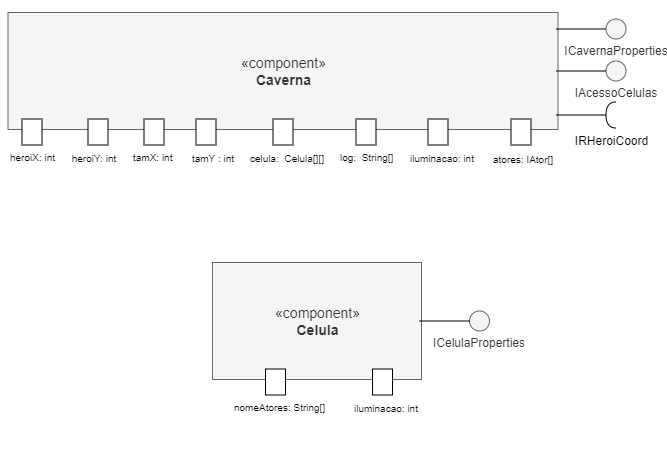 «component»
Caverna
ICavernaProperties
IAcessoCelulas
IRHeroiCoord
heroiX: int
heroiY: int
tamX: int
tamY : int
celula: Celula[][]
log: String[]
iluminacao: int
atores: IAtor[]
«component»
Celula
ICelulaProperties
nomeAtores: String[]
iluminacao: int